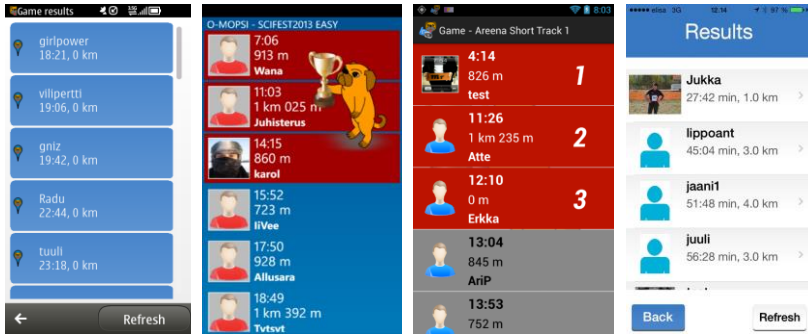 Game results
girlpower
18:21, 0 km
vilipertti
19:06, 0 km
gniz
19:42, 0 km
Radu
22:44, 0 km
tuuli
23:18, 0 km
Refresh
O-MOPSI - SCIFEST2013 EASY
7:06
913 m
Wana
11:03
1 km 025 m
Juhisterus
14:15
860 m
karol
15:52
723 m
liVee
17:50
928 m
Allusara
18:49
1 km 392 m
Tytsyt
8:03
Game - Areena Short Track 1
4:14
826 m
test
1
11:26
1 km 235 m
Atte
2
12:10
0 m
Erkka
3
13:04
845 m
AriP
13:53
752 m
elisa 3G
12:14
91 %
Results
Jukka
27:42 min, 1.0 km
lippoant
45:04 min, 3.0 km
jaani1
51:48 min, 4.0 km
juuli
56:28 min, 3.0 km
Back
Refresh